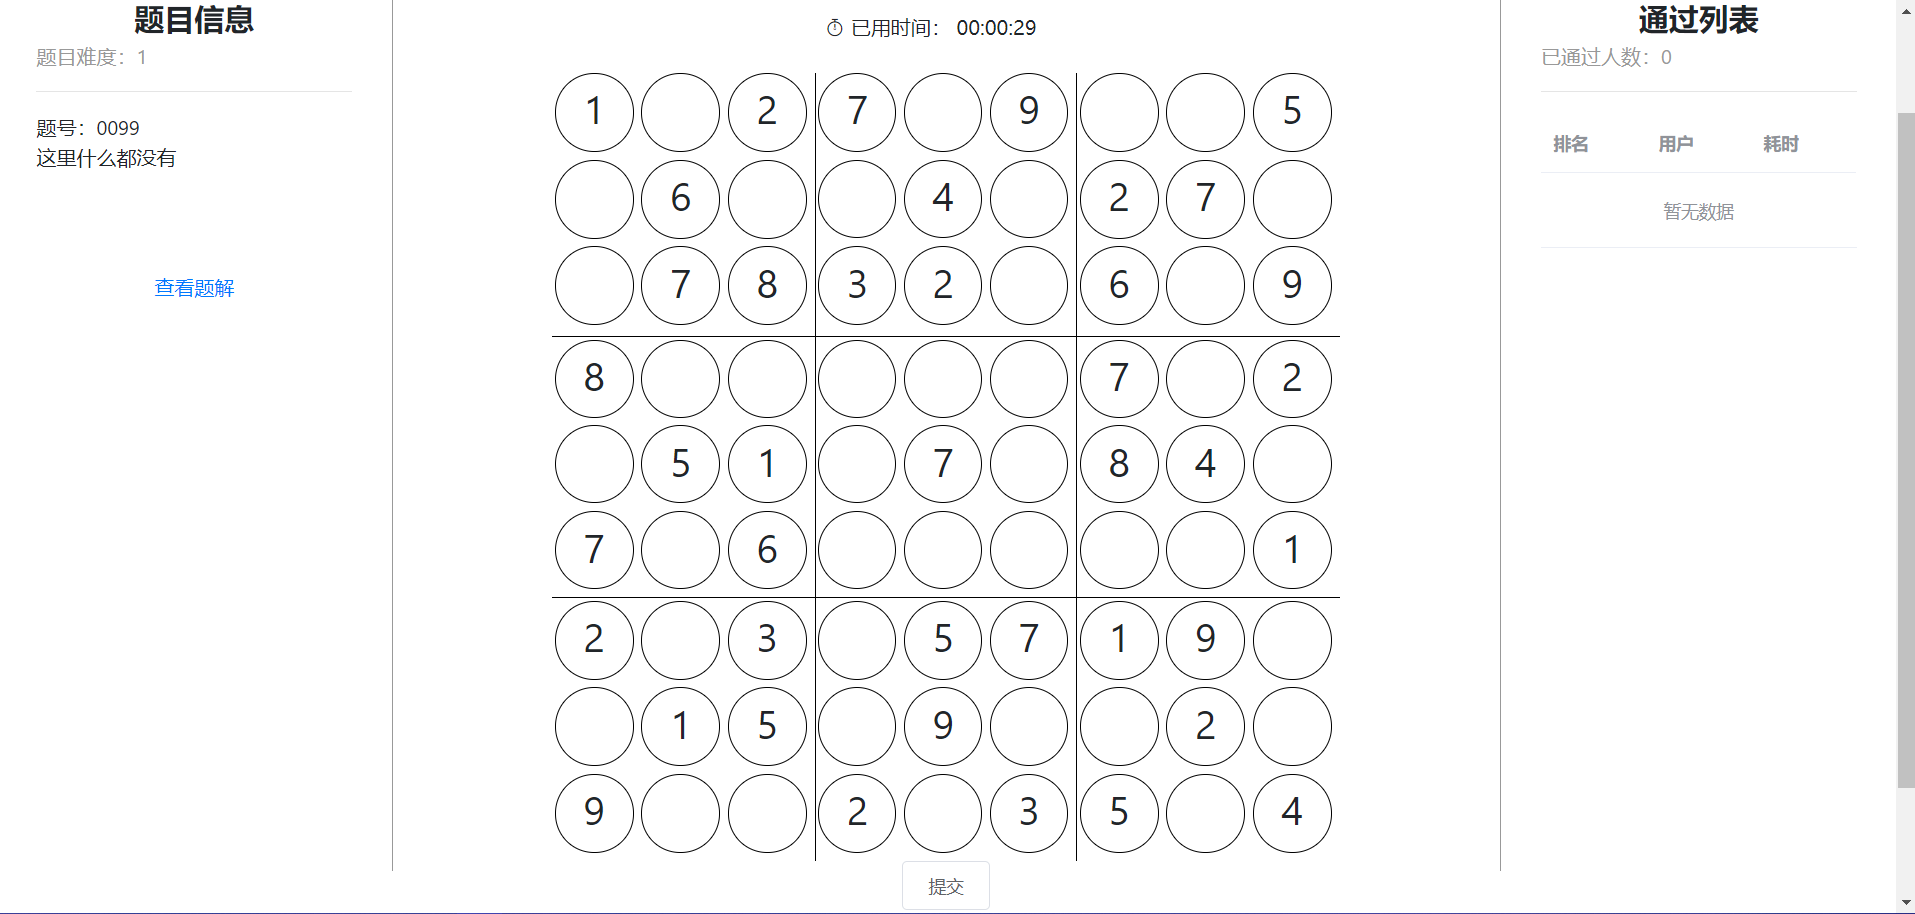 题目信息
题目难度：1
题号：0099
这里什么都没有
查看题解
已用时间： 00:00:29
1 2 7 9 5
6 4 2 7
7 8 3 2 6 9
8 7 2
5 1 7 8 4
7 6 1
2 3 5 7 1 9
1 5 9 2
9 2 3 5 4
提交
通过列表
已通过人数：0
排名 用户 耗时
暂无数据